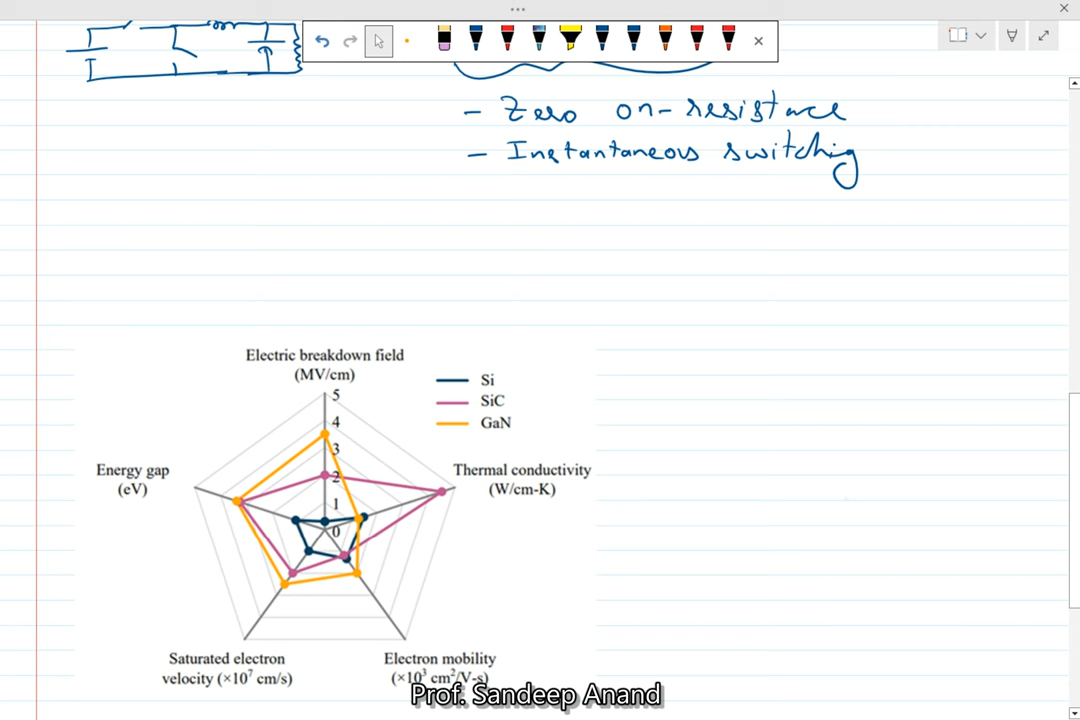 - Zero on-resistance
- Instantaneous switching
Electric breakdown field
(MV/cm)
5
4
3
2
1
0
Si
SiC
GaN
Energy gap
(eV)
Thermal conductivity
(W/cm-K)
Saturated electron
velocity (×10⁷ cm/s)
Electron mobility
(×10³ cm²/V-s)
Prof. Sandeep Anand